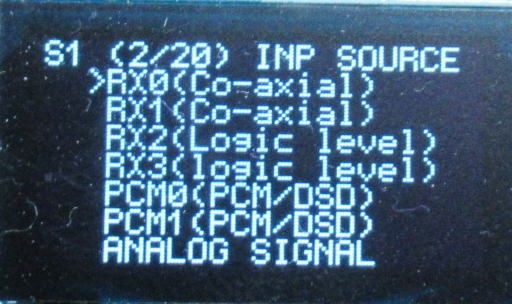 S1 (2/20) INP SOURCE
>RX0(Co-axial)
RX1(Co-axial)
RX2(Logic level)
RX3(logic level)
PCM0(PCM/DSD)
PCM1(PCM/DSD)
ANALOG SIGNAL